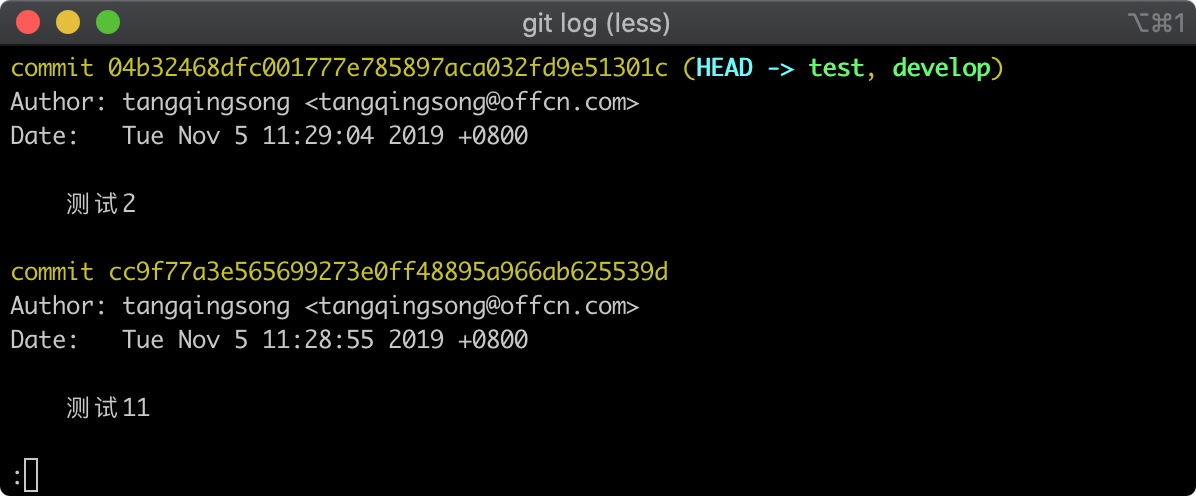 git log (less)
⌥⌘1
commit 04b32468dfc001777e785897aca032fd9e51301c (HEAD -> test, develop)
Author: tangqingsong <tangqingsong@offcn.com>
Date:   Tue Nov 5 11:29:04 2019 +0800
测试2
commit cc9f77a3e565699273e0ff48895a966ab625539d
Author: tangqingsong <tangqingsong@offcn.com>
Date:   Tue Nov 5 11:28:55 2019 +0800
测试11
: